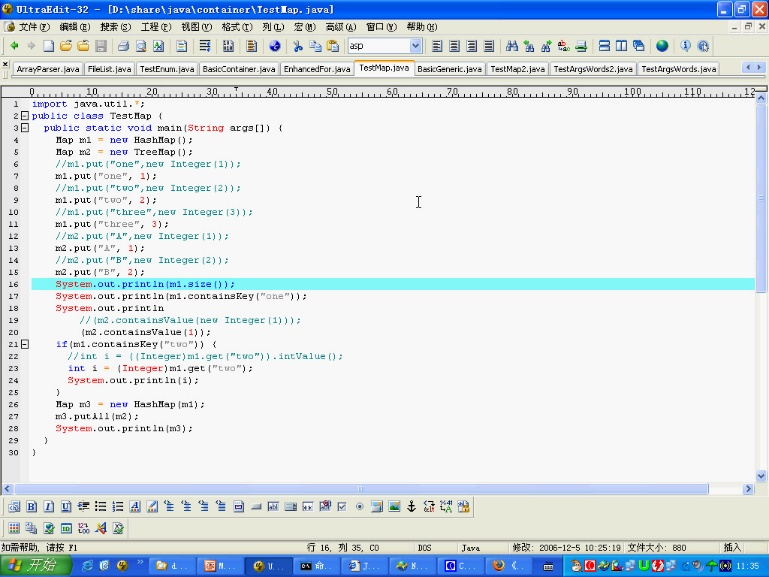 UltraEdit-32 - [D:\share\java\container\TestMap.java]
文件(F) 编辑(E) 搜索(S) 工程(P) 视图(V) 格式(T) 列(L) 宏(M) 高级(A) 窗口(W) 帮助(H)
asp
ArrayParser.java FileList.java TestEnum.java BasicContainer.java EnhancedFor.java TestMap.java BasicGeneric.java TestMap2.java TestArgsWords2.java TestArgsWords.java
0 10 20 30 40 50 60 70 80 90 100 110 12
1 import java.util.*;
2 public class TestMap {
3 public static void main(String args[]) {
4 Map m1 = new HashMap();
5 Map m2 = new TreeMap();
6 //m1.put("one",new Integer(1));
7 m1.put("one", 1);
8 //m1.put("two",new Integer(2));
9 m1.put("two", 2);
10 //m1.put("three",new Integer(3));
11 m1.put("three", 3);
12 //m2.put("A",new Integer(1));
13 m2.put("A", 1);
14 //m2.put("B",new Integer(2));
15 m2.put("B", 2);
16 System.out.println(m1.size());
17 System.out.println(m1.containsKey("one"));
18 System.out.println
19 //(m2.containsValue(new Integer(1)));
20 (m2.containsValue(1));
21 if(m1.containsKey("two")) {
22 //int i = ((Integer)m1.get("two")).intValue();
23 int i = (Integer)m1.get("two");
24 System.out.println(i);
25 }
26 Map m3 = new HashMap(m1);
27 m3.putAll(m2);
28 System.out.println(m3);
29 }
30 }
如需帮助, 请按 F1 行 16, 列 35, C0 DOS Java 修改: 2006-12-5 10:25:19 文件大小: 880 插入
开始 d... M... U... 命... J... N... C... 11:35